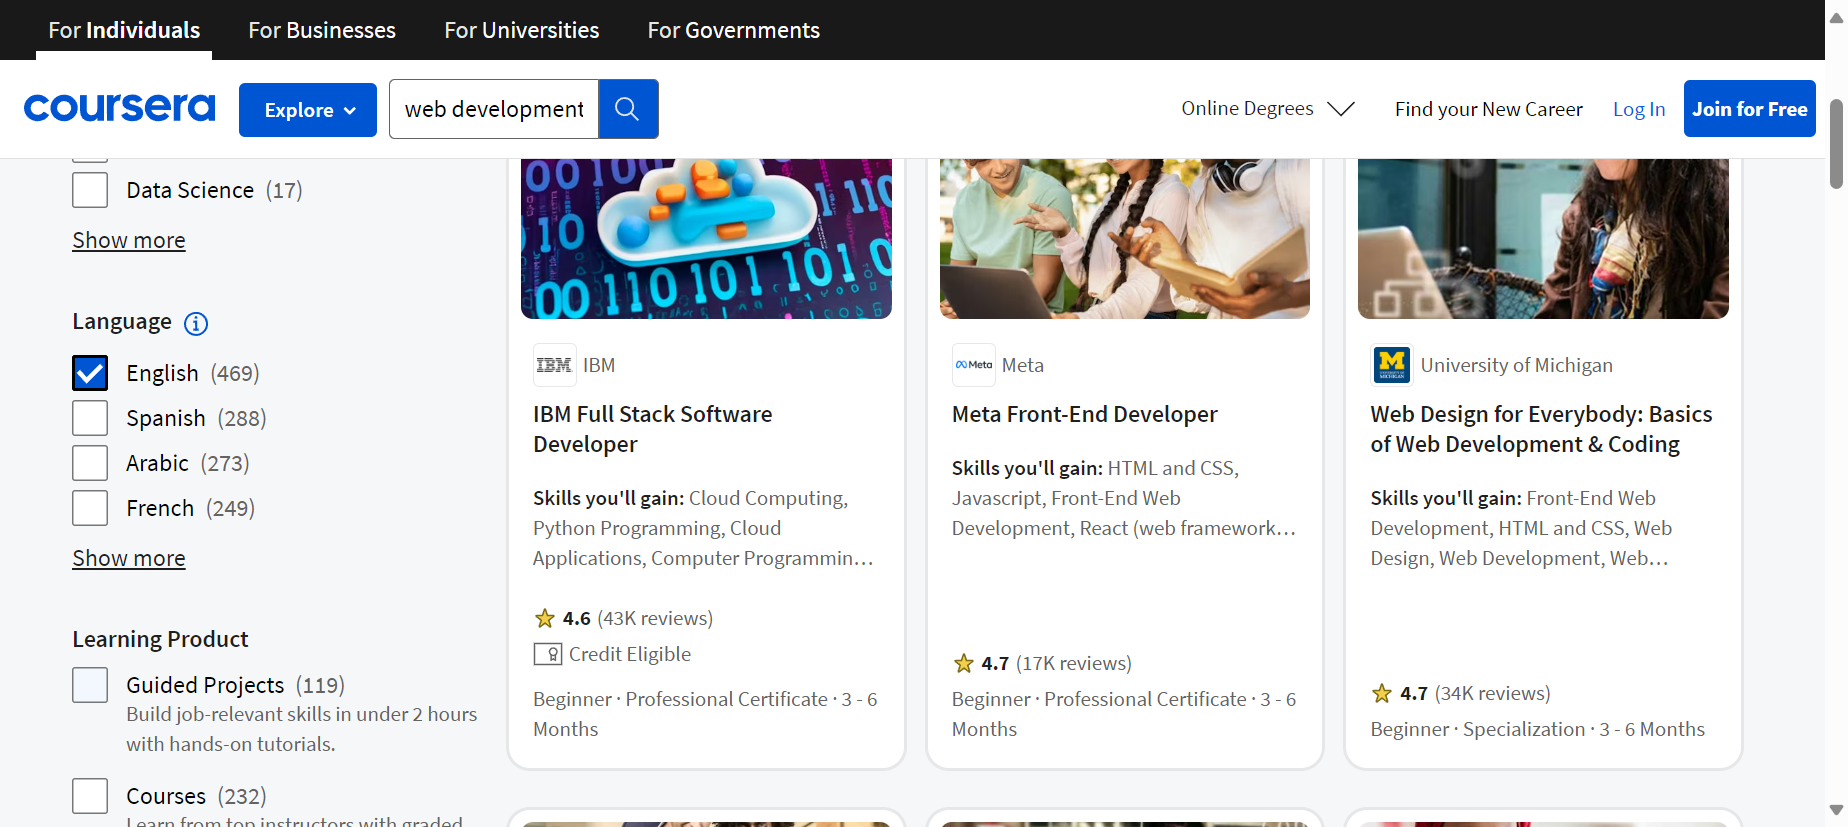 For Individuals For Businesses For Universities For Governments
coursera Explore web development Online Degrees Find your New Career Log In Join for Free
Data Science (17)
Show more
Language
English (469)
Spanish (288)
Arabic (273)
French (249)
Show more
Learning Product
Guided Projects (119)
Build job-relevant skills in under 2 hours
with hands-on tutorials.
Courses (232)
Learn from top instructors with graded
IBM IBM
IBM Full Stack Software
Developer
Skills you'll gain: Cloud Computing,
Python Programming, Cloud
Applications, Computer Programmin...
4.6 (43K reviews)
Credit Eligible
Beginner · Professional Certificate · 3 - 6
Months
Meta Meta
Meta Front-End Developer
Skills you'll gain: HTML and CSS,
Javascript, Front-End Web
Development, React (web framework...
4.7 (17K reviews)
Beginner · Professional Certificate · 3 - 6
Months
M University of Michigan
Web Design for Everybody: Basics
of Web Development & Coding
Skills you'll gain: Front-End Web
Development, HTML and CSS, Web
Design, Web Development, Web...
4.7 (34K reviews)
Beginner · Specialization · 3 - 6 Months